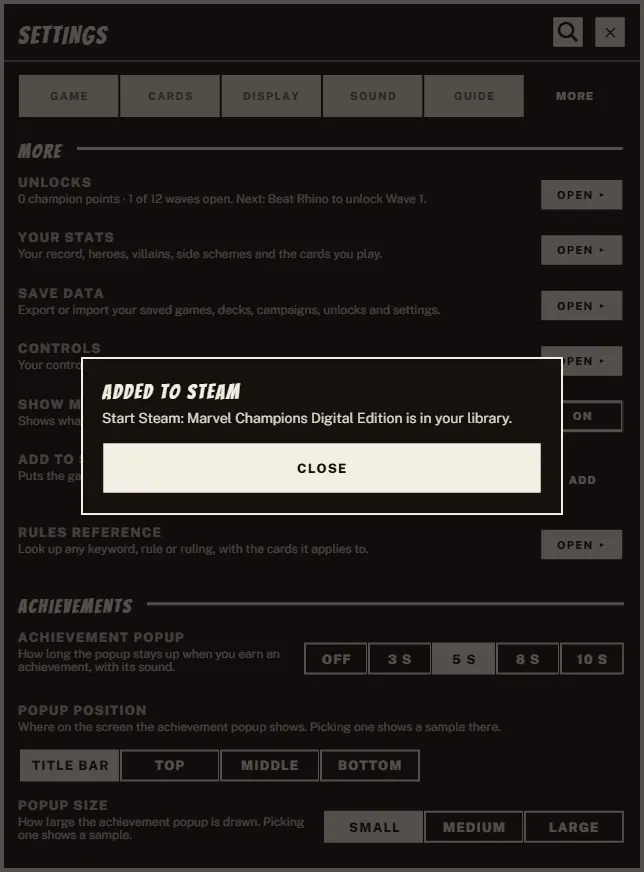 SETTINGS
GAME
CARDS
DISPLAY
SOUND
GUIDE
MORE
MORE
UNLOCKS
0 champion points · 1 of 12 waves open. Next: Beat Rhino to unlock Wave 1.
OPEN
YOUR STATS
Your record, heroes, villains, side schemes and the cards you play.
OPEN
SAVE DATA
Export or import your saved games, decks, campaigns, unlocks and settings.
OPEN
CONTROLS
Your
PEN
ADDED TO STEAM
Start Steam: Marvel Champions Digital Edition is in your library.
CLOSE
SHOW
Shows
ON
ADD TO
Puts the
ADD
RULES REFERENCE
Look up any keyword, rule or ruling, with the cards it applies to.
OPEN
ACHIEVEMENTS
ACHIEVEMENT POPUP
How long the popup stays up when you earn an
achievement, with its sound.
OFF
3 S
5 S
8 S
10 S
POPUP POSITION
Where on the screen the achievement popup shows. Picking one shows a sample there.
TITLE BAR
TOP
MIDDLE
BOTTOM
POPUP SIZE
How large the achievement popup is drawn. Picking
one shows a sample.
SMALL
MEDIUM
LARGE